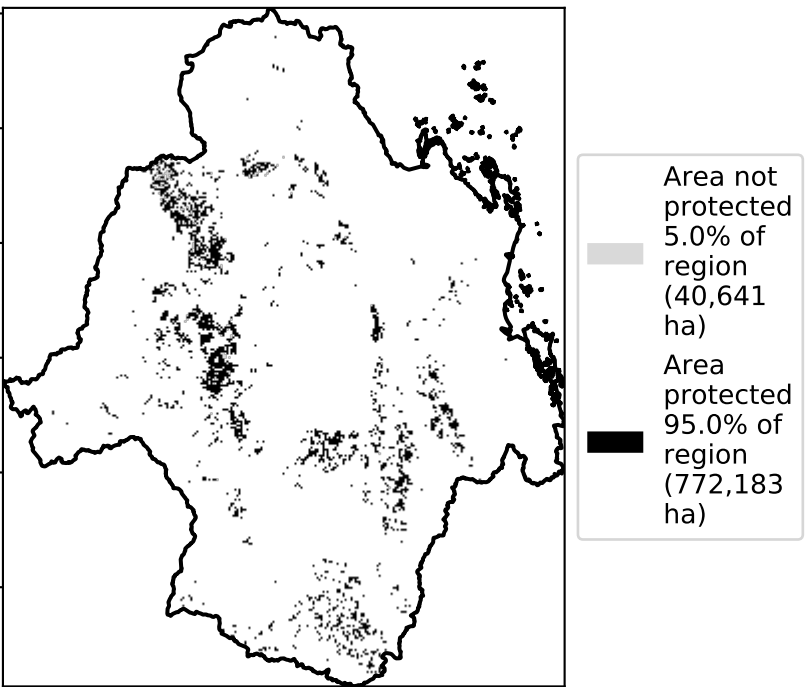 Area not
protected
5.0% of
region
(40,641
ha)
Area
protected
95.0% of
region
(772,183
ha)